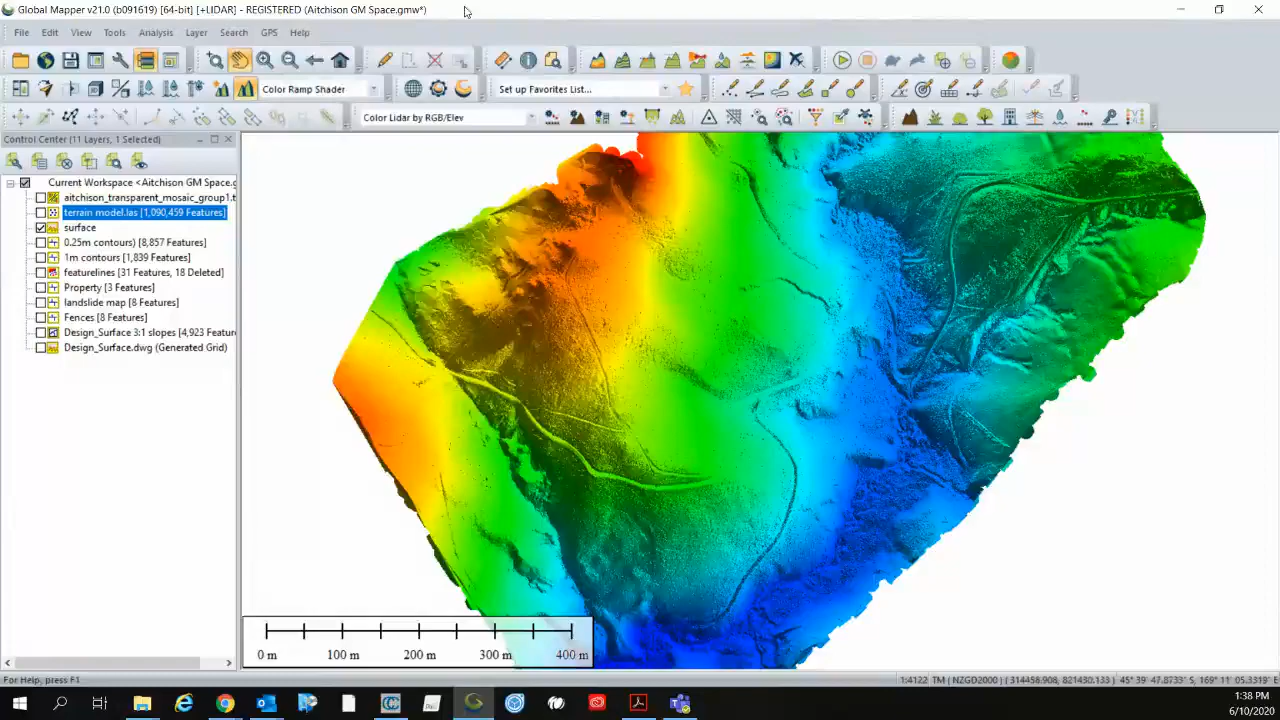 Global Mapper v21.0 (b091619) [64-bit] [+LIDAR] - REGISTERED (Aitchison GM Space.gmw*)
File Edit View Tools Analysis Layer Search GPS Help
Color Ramp Shader
Set up Favorites List...
Color Lidar by RGB/Elev
Control Center (11 Layers, 1 Selected)
Current Workspace <Aitchison GM Space.g
aitchison_transparent_mosaic_group1.t
terrain model.las [1,090,459 Features]
surface
0.25m contours) [8,857 Features]
1m contours [1,839 Features]
featurelines [31 Features, 18 Deleted]
Property [3 Features]
landslide map [8 Features]
Fences [8 Features]
Design_Surface 3:1 slopes [4,923 Featur
Design_Surface.dwg (Generated Grid)
0 m 100 m 200 m 300 m 400 m
For Help, press F1
1:4122 TM ( NZGD2000 ) ( 314458.908, 821430.133 ) 45° 39' 47.8733" S, 169° 11' 05.3319" E
1:38 PM
6/10/2020